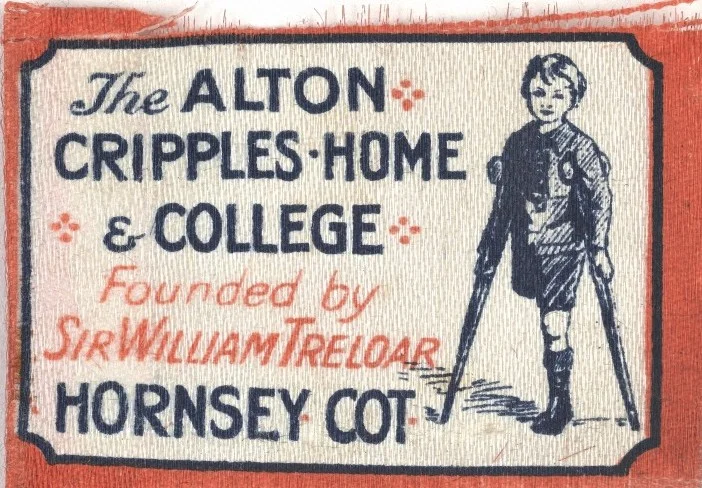 The ALTON
CRIPPLES·HOME
& COLLEGE
Founded by
SIR WILLIAM TRELOAR
HORNSEY COT